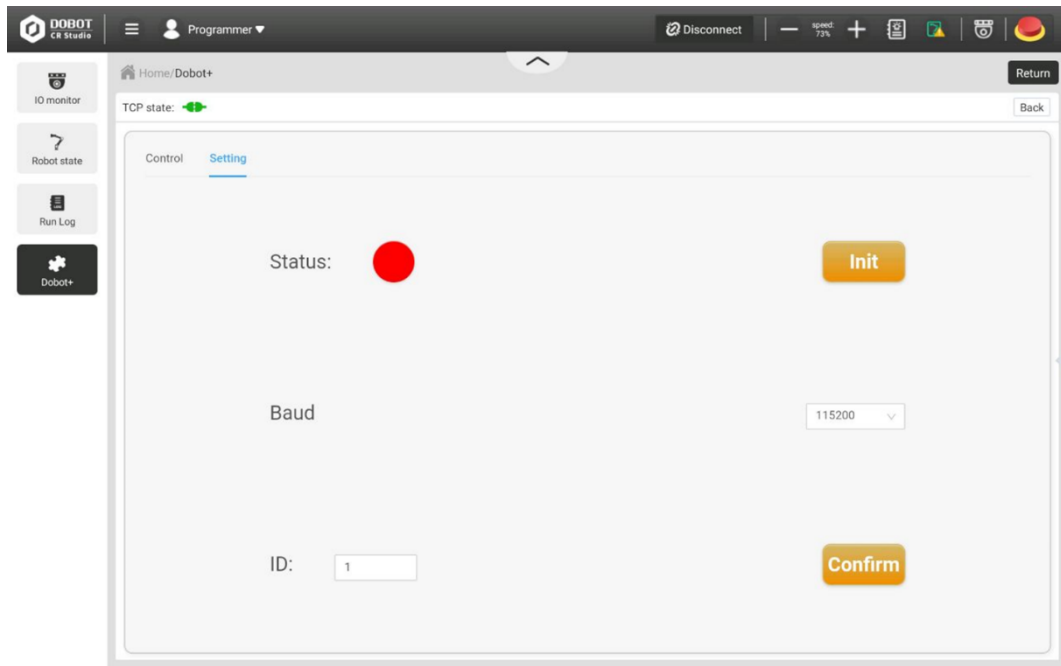 DOBOT
CR Studio
Programmer
Disconnect
speed:
73%
IO monitor
Robot state
Run Log
Dobot+
Home/Dobot+
Return
TCP state:
Back
Control
Setting
Status:
Init
Baud
115200
ID:
1
Confirm